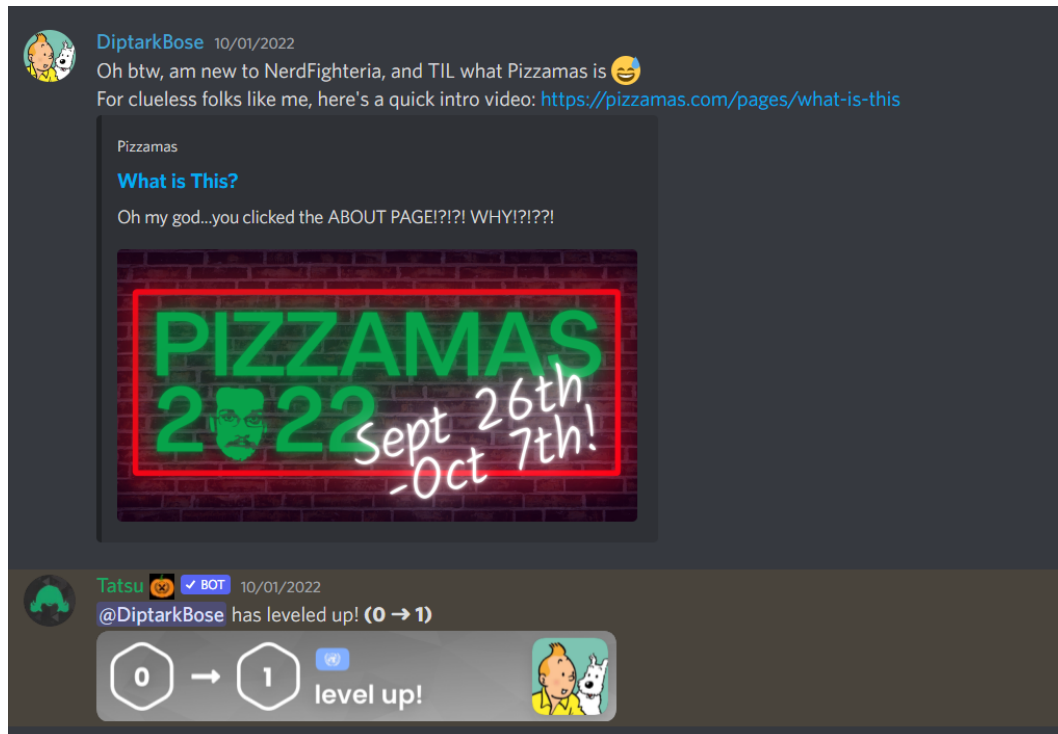 DiptarkBose 10/01/2022
Oh btw, am new to NerdFighteria, and TIL what Pizzamas is 😅
For clueless folks like me, here's a quick intro video: https://pizzamas.com/pages/what-is-this
Pizzamas
What is This?
Oh my god...you clicked the ABOUT PAGE!?!?! WHY!?!??!
PIZZAMAS
2022
Sept 26th
-Oct 7th!
Tatsu 🎃 ✓ BOT 10/01/2022
@DiptarkBose has leveled up! (0 → 1)
0 → 1
level up!